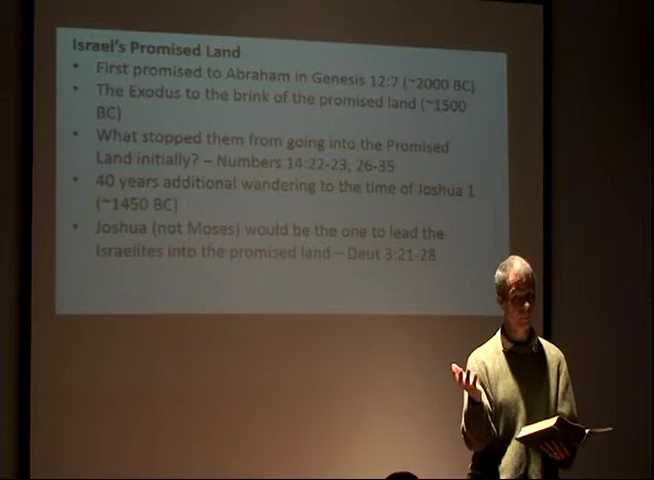 Israel's Promised Land
• First promised to Abraham in Genesis 12:7 (~2000 BC)
• The Exodus to the brink of the promised land (~1500
BC)
• What stopped them from going into the Promised
Land initially? – Numbers 14:22-23, 26-35
• 40 years additional wandering to the time of Joshua 1
(~1450 BC)
• Joshua (not Moses) would be the one to lead the
Israelites into the promised land – Deut 3:21-28